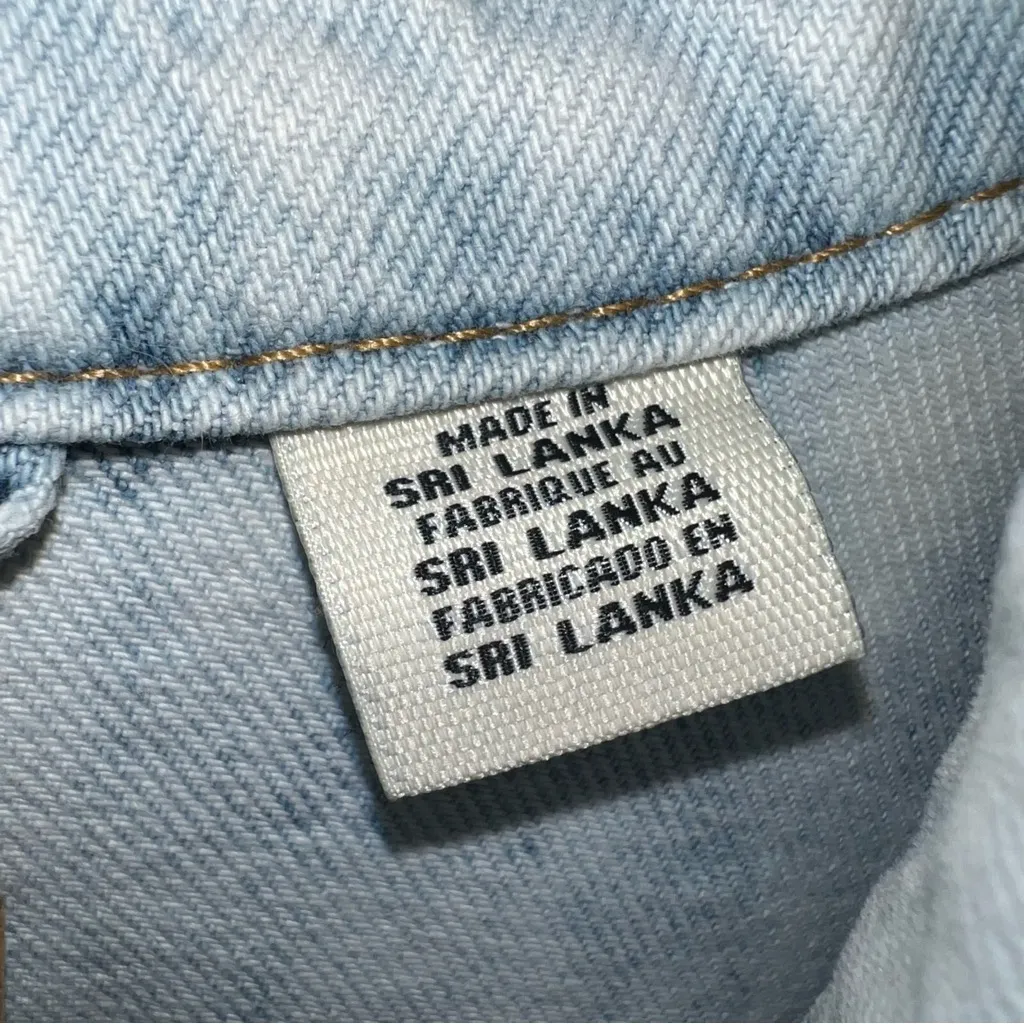 MADE IN
SRI LANKA
FABRIQUE AU
SRI LANKA
FABRICADO EN
SRI LANKA